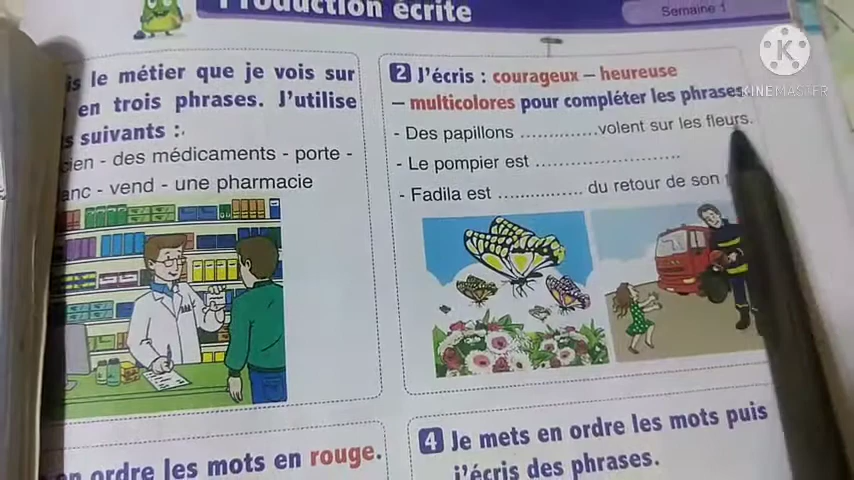 Production écrite
Semaine 1
is le métier que je vois sur
en trois phrases. J'utilise
suivants :
cien - des médicaments - porte -
anc - vend - une pharmacie
2 J'écris : courageux – heureuse
– multicolores pour compléter les phrases
- Des papillons ..............volent sur les fleurs.
- Le pompier est ..........................
- Fadila est ................ du retour de son
en ordre les mots en rouge.
4 Je mets en ordre les mots puis
j'écris des phrases.
KINEMASTER